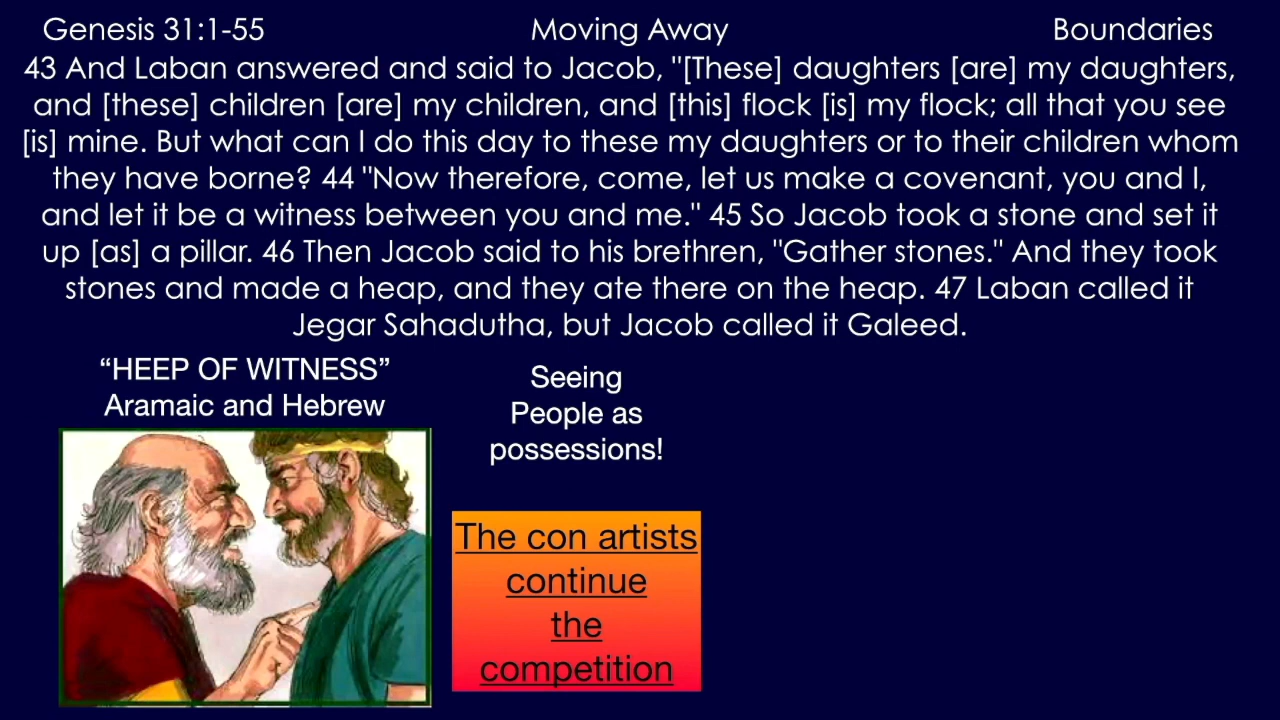 Genesis 31:1-55 Moving Away Boundaries
43 And Laban answered and said to Jacob, "[These] daughters [are] my daughters,
and [these] children [are] my children, and [this] flock [is] my flock; all that you see
[is] mine. But what can I do this day to these my daughters or to their children whom
they have borne? 44 "Now therefore, come, let us make a covenant, you and I,
and let it be a witness between you and me." 45 So Jacob took a stone and set it
up [as] a pillar. 46 Then Jacob said to his brethren, "Gather stones." And they took
stones and made a heap, and they ate there on the heap. 47 Laban called it
Jegar Sahadutha, but Jacob called it Galeed.
“HEEP OF WITNESS”
Aramaic and Hebrew
Seeing
People as
possessions!
The con artists
continue
the
competition